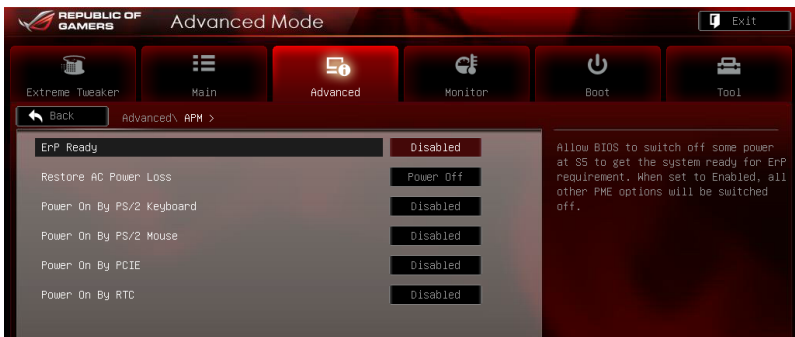 REPUBLIC OF
GAMERS
Advanced Mode
Exit
Extreme Tweaker
Main
Advanced
Monitor
Boot
Tool
Back
Advanced\ APM >
ErP Ready
Disabled
Restore AC Power Loss
Power Off
Power On By PS/2 Keyboard
Disabled
Power On By PS/2 Mouse
Disabled
Power On By PCIE
Disabled
Power On By RTC
Disabled
Allow BIOS to switch off some power
at S5 to get the system ready for ErP
requirement. When set to Enabled, all
other PME options will be switched
off.